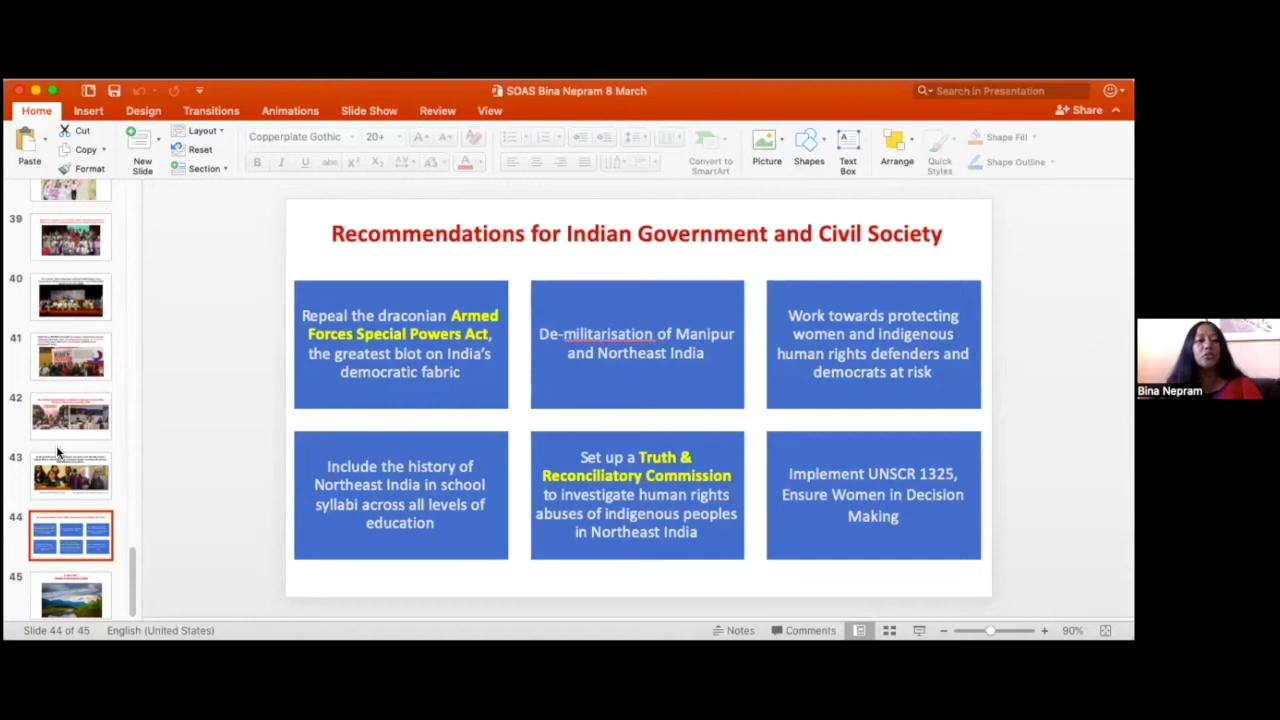 SOAS Bina Nepram 8 March
Search in Presentation
Home Insert Design Transitions Animations Slide Show Review View
Share
Paste
Cut
Copy
Format
New
Slide
Layout
Reset
Section
Copperplate Gothic
20+
Convert to
SmartArt
Picture
Shapes
Text
Box
Arrange
Quick
Styles
Shape Fill
Shape Outline
39
40
41
42
43
44
45
Recommendations for Indian Government and Civil Society
Repeal the draconian Armed
Forces Special Powers Act,
the greatest blot on India's
democratic fabric
De-militarisation of Manipur
and Northeast India
Work towards protecting
women and indigenous
human rights defenders and
democrats at risk
Include the history of
Northeast India in school
syllabi across all levels of
education
Set up a Truth &
Reconciliatory Commission
to investigate human rights
abuses of indigenous peoples
in Northeast India
Implement UNSCR 1325,
Ensure Women in Decision
Making
Bina Nepram
Slide 44 of 45
English (United States)
Notes
Comments
90%